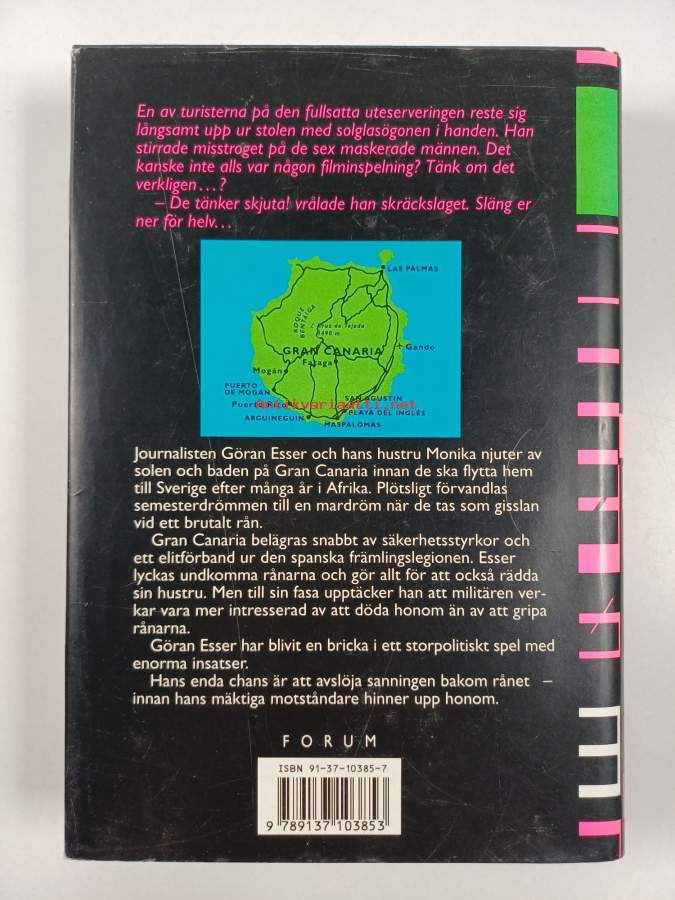 En av turisterna på den fullsatta uteserveringen reste sig
långsamt upp ur stolen med solglasögonen i handen. Han
stirrade misstroget på de sex maskerade männen. Det
kanske inte alls var någon filminspelning? Tänk om det
verkligen...?
– De tänker skjuta! vrålade han skräckslaget. Släng er
ner för helv...
LAS PALMAS
ROQUE
BENTAIGA
Cruz de Tejeda
1490 m
GRAN CANARIA
Gando
Fataga
Mogán
PUERTO
DE MOGAN
SAN AGUSTIN
Puerto
antikvariaatti.net
PLAYA DEL INGLÉS
ARGUINEGUIN
MASPALOMAS
Journalisten Göran Esser och hans hustru Monika njuter av
solen och baden på Gran Canaria innan de ska flytta hem
till Sverige efter många år i Afrika. Plötsligt förvandlas
semesterdrömmen till en mardröm när de tas som gisslan
vid ett brutalt rån.
Gran Canaria belägras snabbt av säkerhetsstyrkor och
ett elitförband ur den spanska främlingslegionen. Esser
lyckas undkomma rånarna och gör allt för att också rädda
sin hustru. Men till sin fasa upptäcker han att militären ver-
kar vara mer intresserad av att döda honom än av att gripa
rånarna.
Göran Esser har blivit en bricka i ett storpolitiskt spel med
enorma insatser.
Hans enda chans är att avslöja sanningen bakom rånet –
innan hans mäktiga motståndare hinner upp honom.
FORUM
ISBN 91-37-10385-7
9 789137 103853